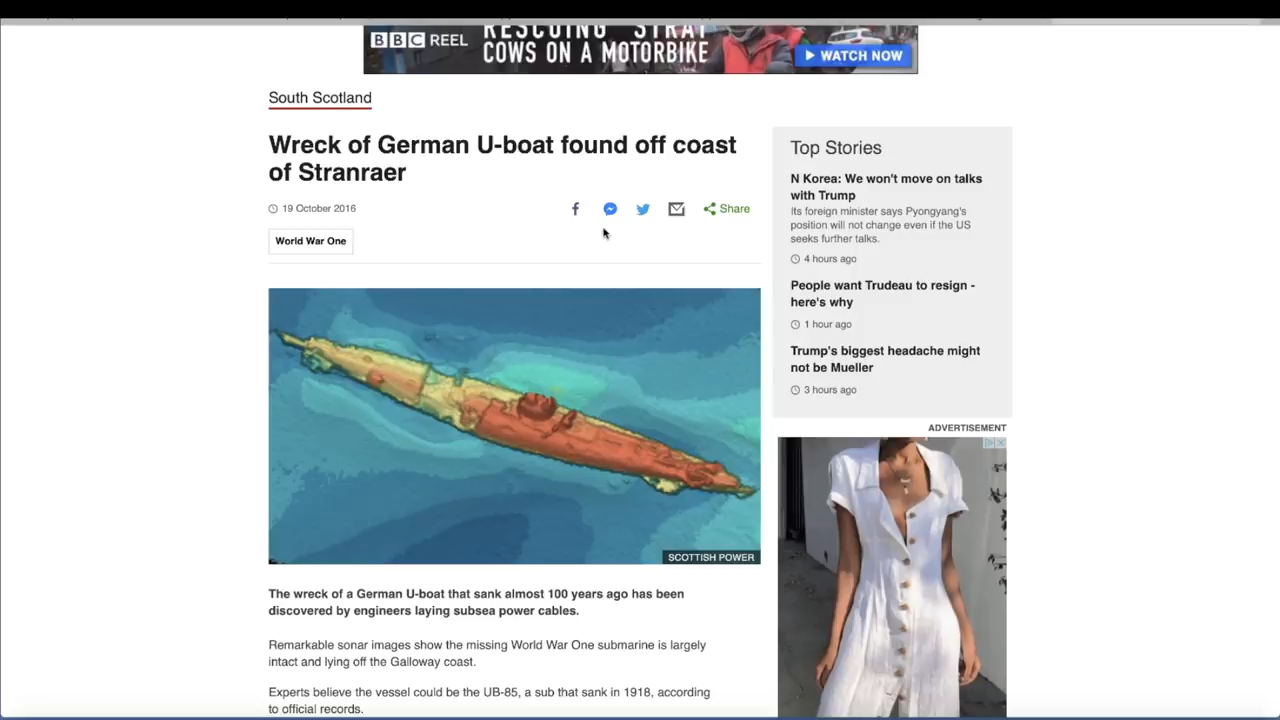 BBC REEL
RESCUING STRAY
COWS ON A MOTORBIKE
WATCH NOW
South Scotland
Wreck of German U-boat found off coast
of Stranraer
19 October 2016
Share
World War One
SCOTTISH POWER
The wreck of a German U-boat that sank almost 100 years ago has been
discovered by engineers laying subsea power cables.
Remarkable sonar images show the missing World War One submarine is largely
intact and lying off the Galloway coast.
Experts believe the vessel could be the UB-85, a sub that sank in 1918, according
to official records.
Top Stories
N Korea: We won't move on talks
with Trump
Its foreign minister says Pyongyang's
position will not change even if the US
seeks further talks.
4 hours ago
People want Trudeau to resign -
here's why
1 hour ago
Trump's biggest headache might
not be Mueller
3 hours ago
ADVERTISEMENT